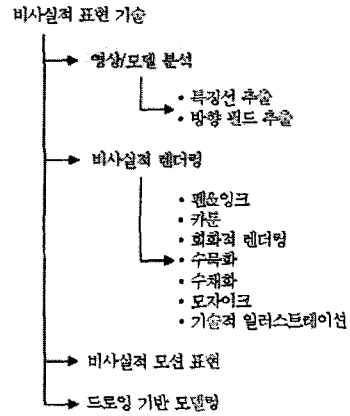 비사실적 표현 기술
영상/모델 분석
• 특징선 추출
• 방향 필드 추출
비사실적 렌더링
• 펜&잉크
• 카툰
• 회화적 렌더링
• 수묵화
• 수채화
• 모자이크
• 기술적 일러스트레이션
비사실적 모션 표현
드로잉 기반 모델링